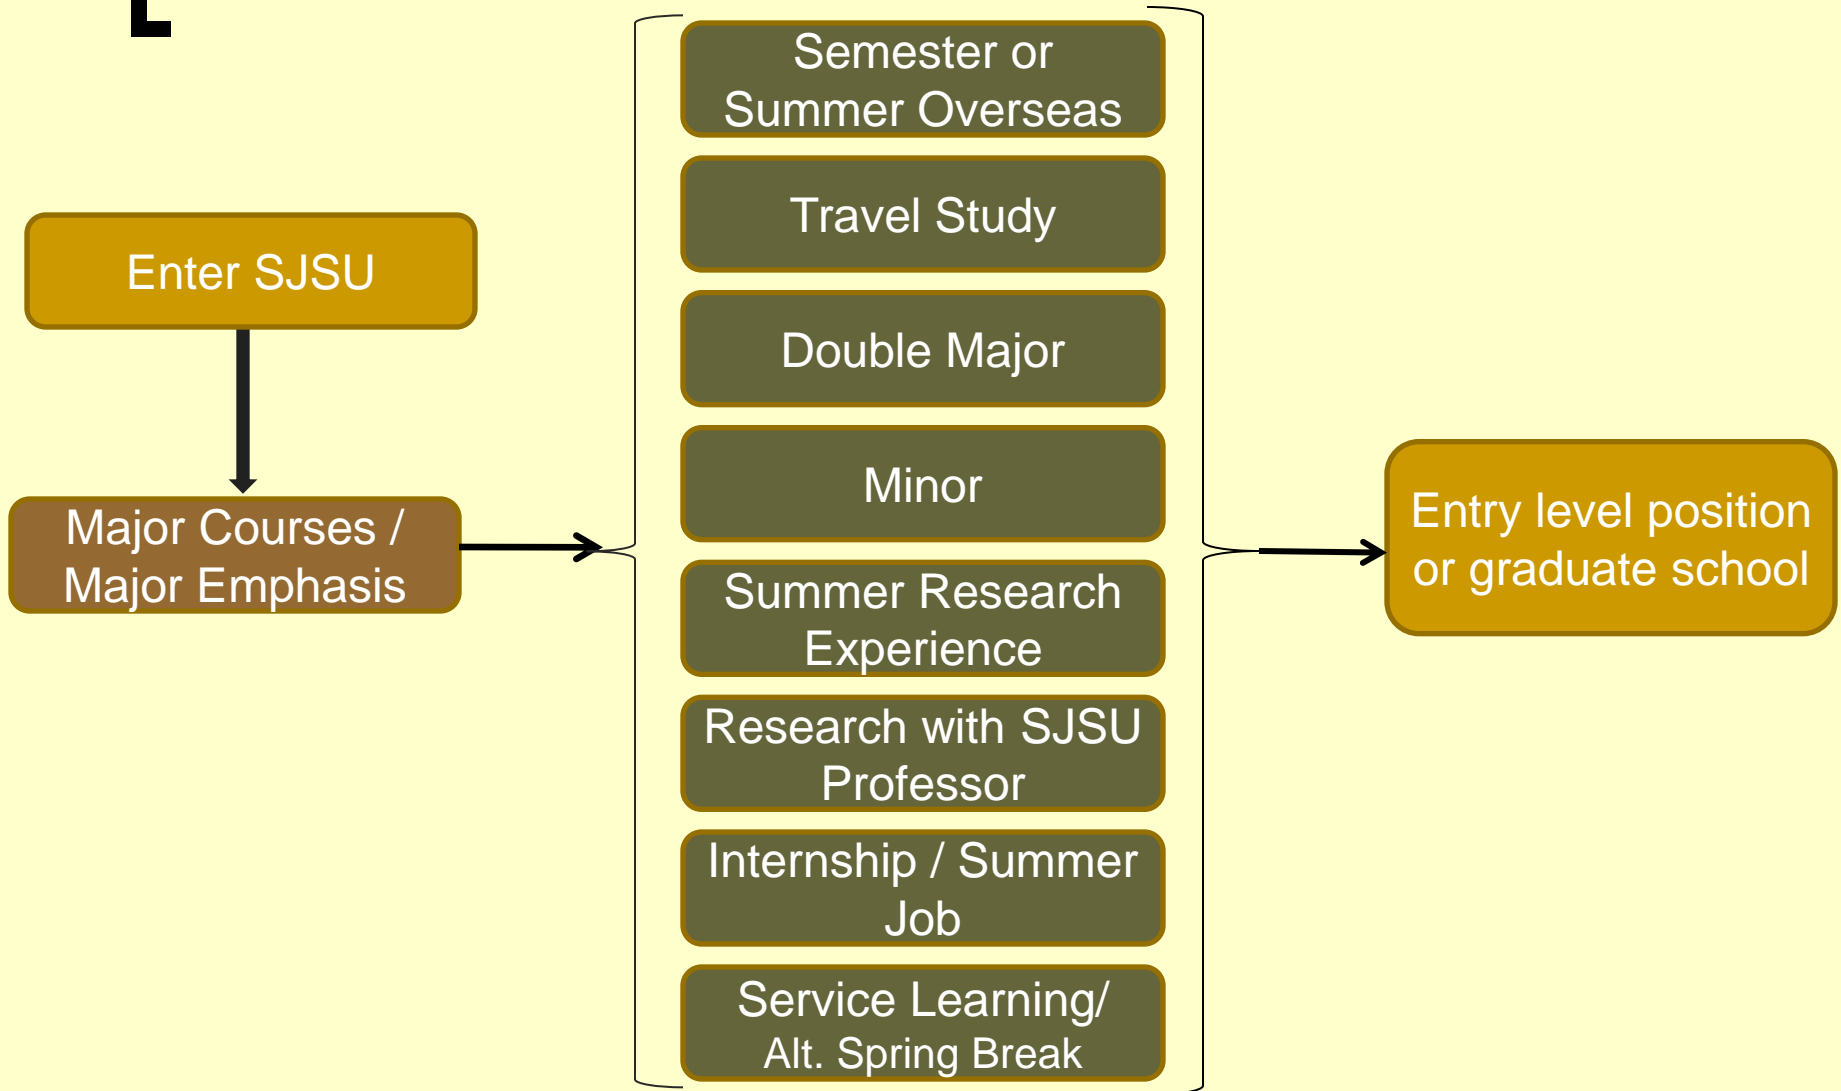 Enter SJSU
Major Courses /
Major Emphasis
Semester or
Summer Overseas
Travel Study
Double Major
Minor
Summer Research
Experience
Research with SJSU
Professor
Internship / Summer
Job
Service Learning/
Alt. Spring Break
Entry level position
or graduate school